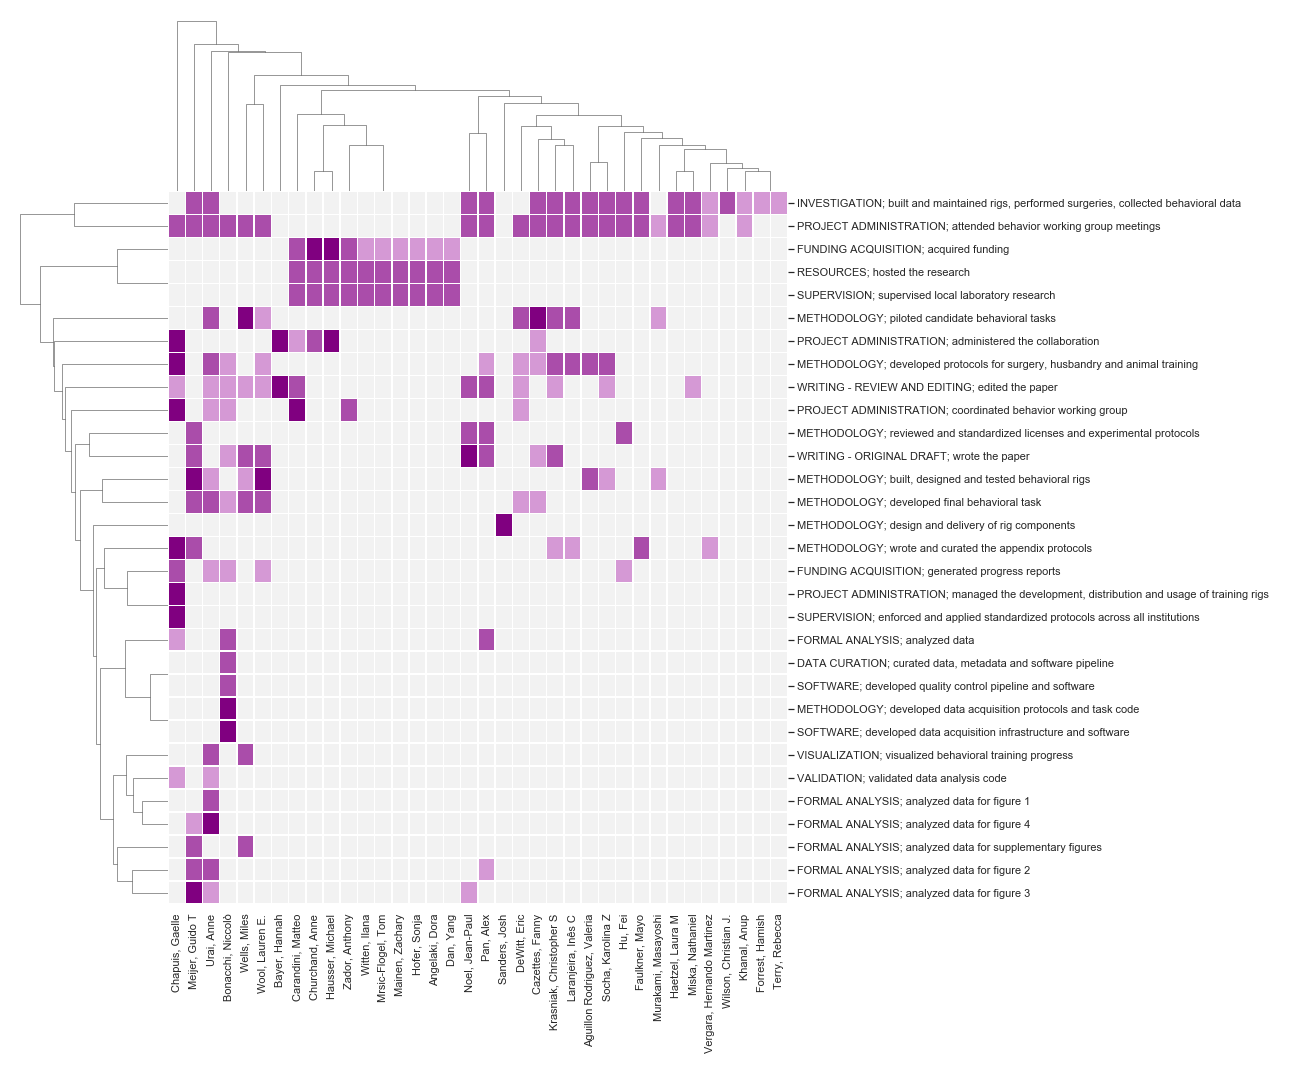 INVESTIGATION; built and maintained rigs, performed surgeries, collected behavioral data
PROJECT ADMINISTRATION; attended behavior working group meetings
FUNDING ACQUISITION; acquired funding
RESOURCES; hosted the research
SUPERVISION; supervised local laboratory research
METHODOLOGY; piloted candidate behavioral tasks
PROJECT ADMINISTRATION; administered the collaboration
METHODOLOGY; developed protocols for surgery, husbandry and animal training
WRITING - REVIEW AND EDITING; edited the paper
PROJECT ADMINISTRATION; coordinated behavior working group
METHODOLOGY; reviewed and standardized licenses and experimental protocols
WRITING - ORIGINAL DRAFT; wrote the paper
METHODOLOGY; built, designed and tested behavioral rigs
METHODOLOGY; developed final behavioral task
METHODOLOGY; design and delivery of rig components
METHODOLOGY; wrote and curated the appendix protocols
FUNDING ACQUISITION; generated progress reports
PROJECT ADMINISTRATION; managed the development, distribution and usage of training rigs
SUPERVISION; enforced and applied standardized protocols across all institutions
FORMAL ANALYSIS; analyzed data
DATA CURATION; curated data, metadata and software pipeline
SOFTWARE; developed quality control pipeline and software
METHODOLOGY; developed data acquisition protocols and task code
SOFTWARE; developed data acquisition infrastructure and software
VISUALIZATION; visualized behavioral training progress
VALIDATION; validated data analysis code
FORMAL ANALYSIS; analyzed data for figure 1
FORMAL ANALYSIS; analyzed data for figure 4
FORMAL ANALYSIS; analyzed data for supplementary figures
FORMAL ANALYSIS; analyzed data for figure 2
FORMAL ANALYSIS; analyzed data for figure 3
Chapuis, Gaelle
Meijer, Guido T
Urai, Anne
Bonacchi, Niccolò
Wells, Miles
Wool, Lauren E.
Bayer, Hannah
Carandini, Matteo
Churchand, Anne
Hausser, Michael
Zador, Anthony
Witten, Ilana
Mrsic-Flogel, Tom
Mainen, Zachary
Hofer, Sonja
Angelaki, Dora
Dan, Yang
Noel, Jean-Paul
Pan, Alex
Sanders, Josh
DeWitt, Eric
Cazettes, Fanny
Krasniak, Christopher S
Laranjeira, Inês C
Aguillon Rodriguez, Valeria
Socha, Karolina Z
Hu, Fei
Faulkner, Mayo
Murakami, Masayoshi
Haetzel, Laura M
Miska, Nathaniel
Vergara, Hernando Martinez
Wilson, Christian J.
Khanal, Anup
Forrest, Hamish
Terry, Rebecca